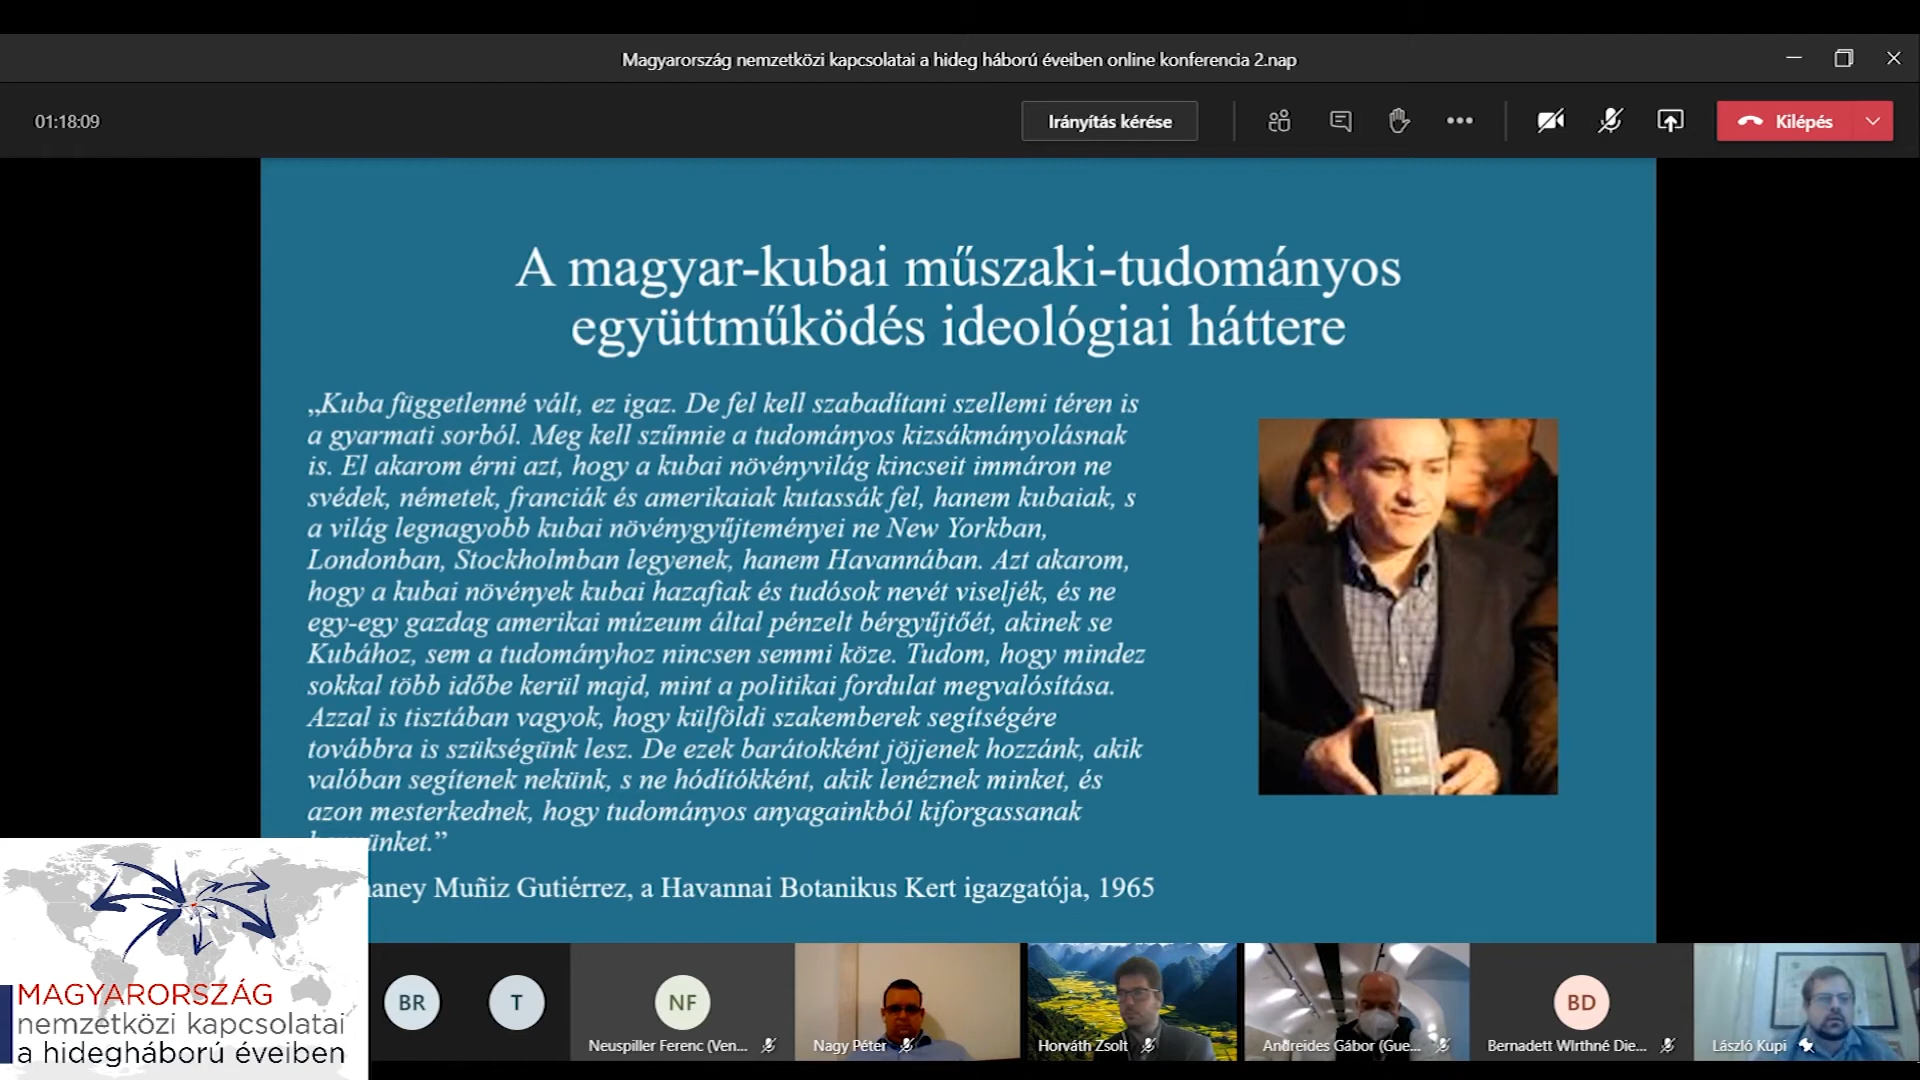 Magyarország nemzetközi kapcsolatai a hideg háború éveiben online konferencia 2.nap
01:18:09
Irányítás kérése
Kilépés
A magyar-kubai műszaki-tudományos
együttműködés ideológiai háttere
„Kuba függetlenné vált, ez igaz. De fel kell szabadítani szellemi téren is
a gyarmati sorból. Meg kell szűnnie a tudományos kizsákmányolásnak
is. El akarom érni azt, hogy a kubai növényvilág kincseit immáron ne
svédek, németek, franciák és amerikaiak kutassák fel, hanem kubaiak, s
a világ legnagyobb kubai növénygyűjteményei ne New Yorkban,
Londonban, Stockholmban legyenek, hanem Havannában. Azt akarom,
hogy a kubai növények kubai hazafiak és tudósok nevét viseljék, és ne
egy-egy gazdag amerikai múzeum által pénzelt bérgyűjtőét, akinek se
Kubához, sem a tudományhoz nincsen semmi köze. Tudom, hogy mindez
sokkal több időbe kerül majd, mint a politikai fordulat megvalósítása.
Azzal is tisztában vagyok, hogy külföldi szakemberek segítségére
továbbra is szükségünk lesz. De ezek barátokként jöjjenek hozzánk, akik
valóban segítenek nekünk, s ne hódítókként, akik lenéznek minket, és
azon mesterkednek, hogy tudományos anyagainkból kiforgassanak
Muñiz Gutiérrez, a Havannai Botanikus Kert igazgatója, 1965
MAGYARORSZÁG
nemzetközi kapcsolatai
a hidegháború éveiben
BR
T
NF
BD
Neuspiller Ferenc (Ven...
Nagy Péter
Horváth Zsolt
Andreides Gábor (Gue...
Bernadett WIrthné Die...
László Kupi